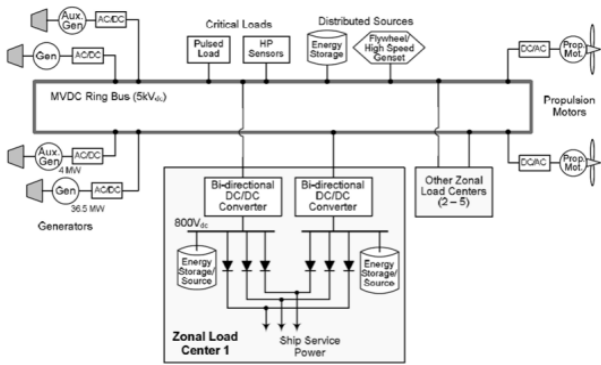 Critical Loads
Distributed Sources
Aux.
Gen
AC/DC
Gen
AC/DC
Pulsed
Load
HP
Sensors
Energy
Storage
Flywheel/
High Speed
Genset
DC/AC
Prop.
Mot.
MVDC Ring Bus (5kVdc)
Propulsion
Motors
Aux.
Gen
AC/DC
4 MW
Gen
AC/DC
36.5 MW
Generators
Bi-directional
DC/DC
Converter
Bi-directional
DC/DC
Converter
Other Zonal
Load Centers
(2 – 5)
DC/AC
Prop.
Mot.
800Vdc
Energy
Storage/
Source
Energy
Storage/
Source
Zonal Load
Center 1
Ship Service
Power